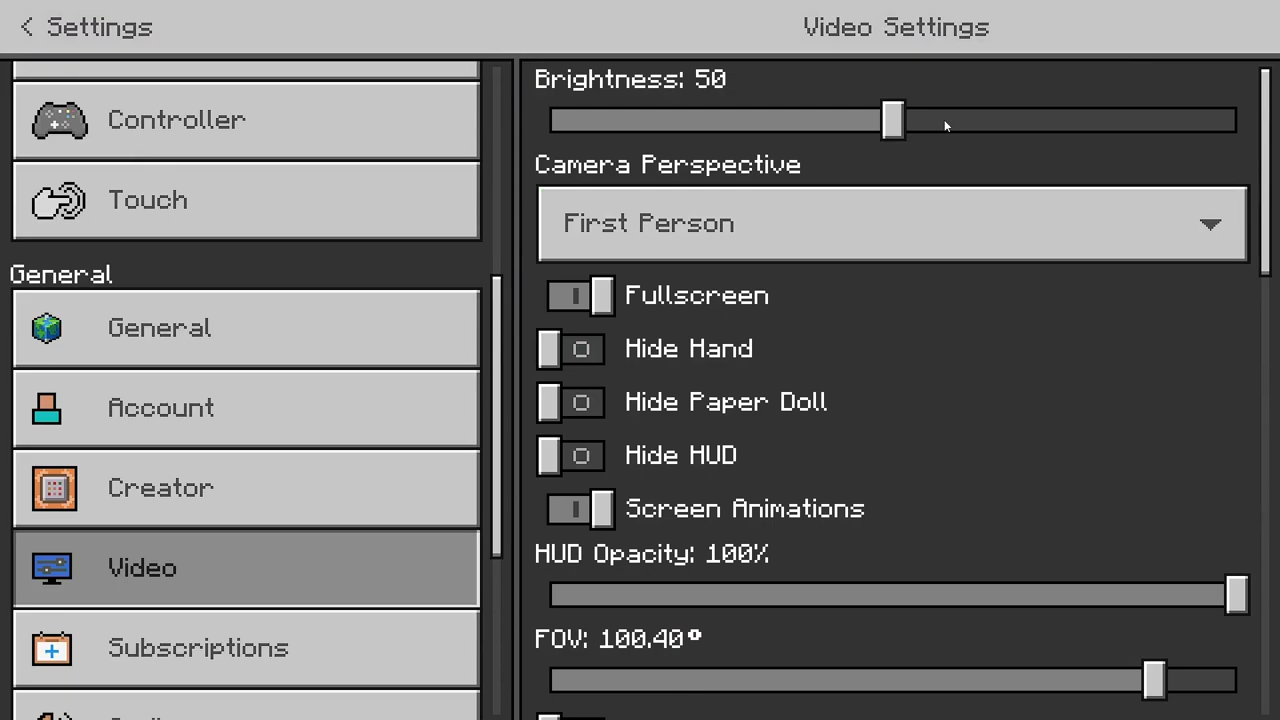 Settings
Video Settings
Controller
Touch
General
General
Account
Creator
Video
Subscriptions
Brightness: 50
Camera Perspective
First Person
Fullscreen
Hide Hand
Hide Paper Doll
Hide HUD
Screen Animations
HUD Opacity: 100%
FOV: 100.40°